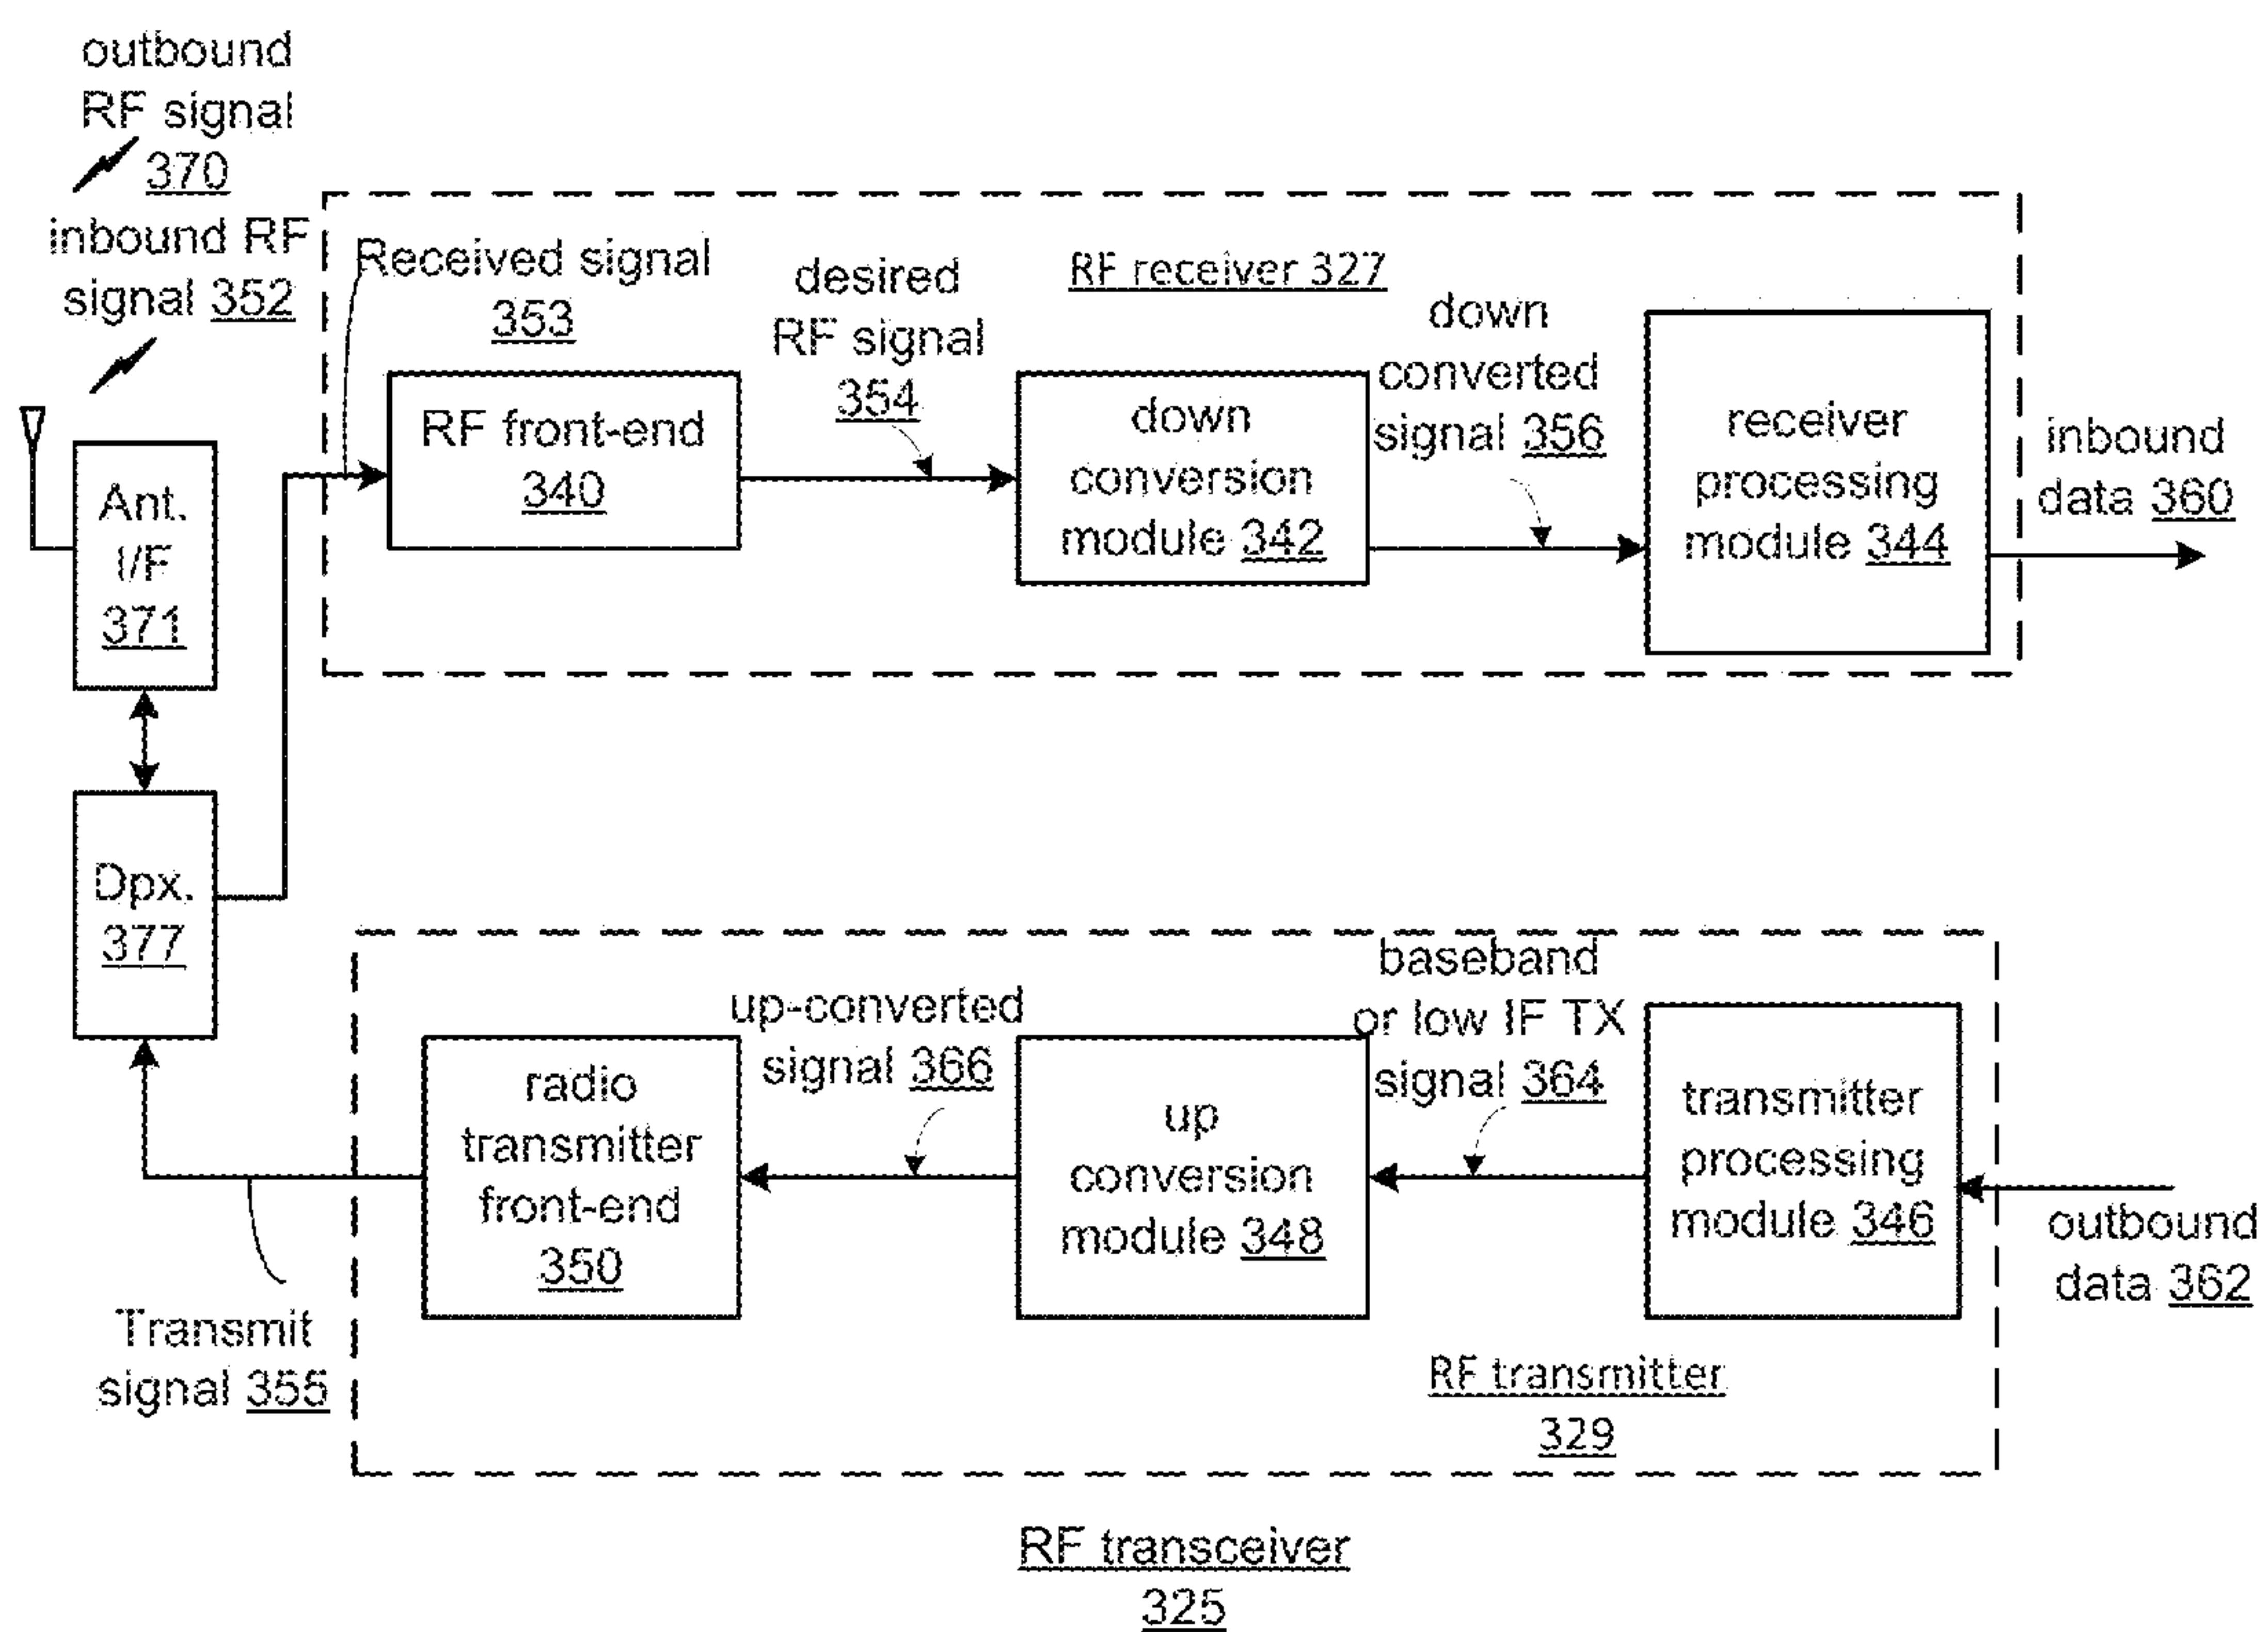 outbound
RF signal
370
inbound RF
signal 352
Received signal
353
desired
RF signal
354
RF receiver 327
down
converted
signal 356
RF front-end
340
down
conversion
module 342
receiver
processing
module 344
inbound
data 360
Ant.
I/F
371
Dpx.
377
up-converted
signal 366
baseband
or low IF TX
signal 364
radio
transmitter
front-end
350
up
conversion
module 348
transmitter
processing
module 346
outbound
data 362
Transmit
signal 355
RF transmitter
329
RF transceiver
325